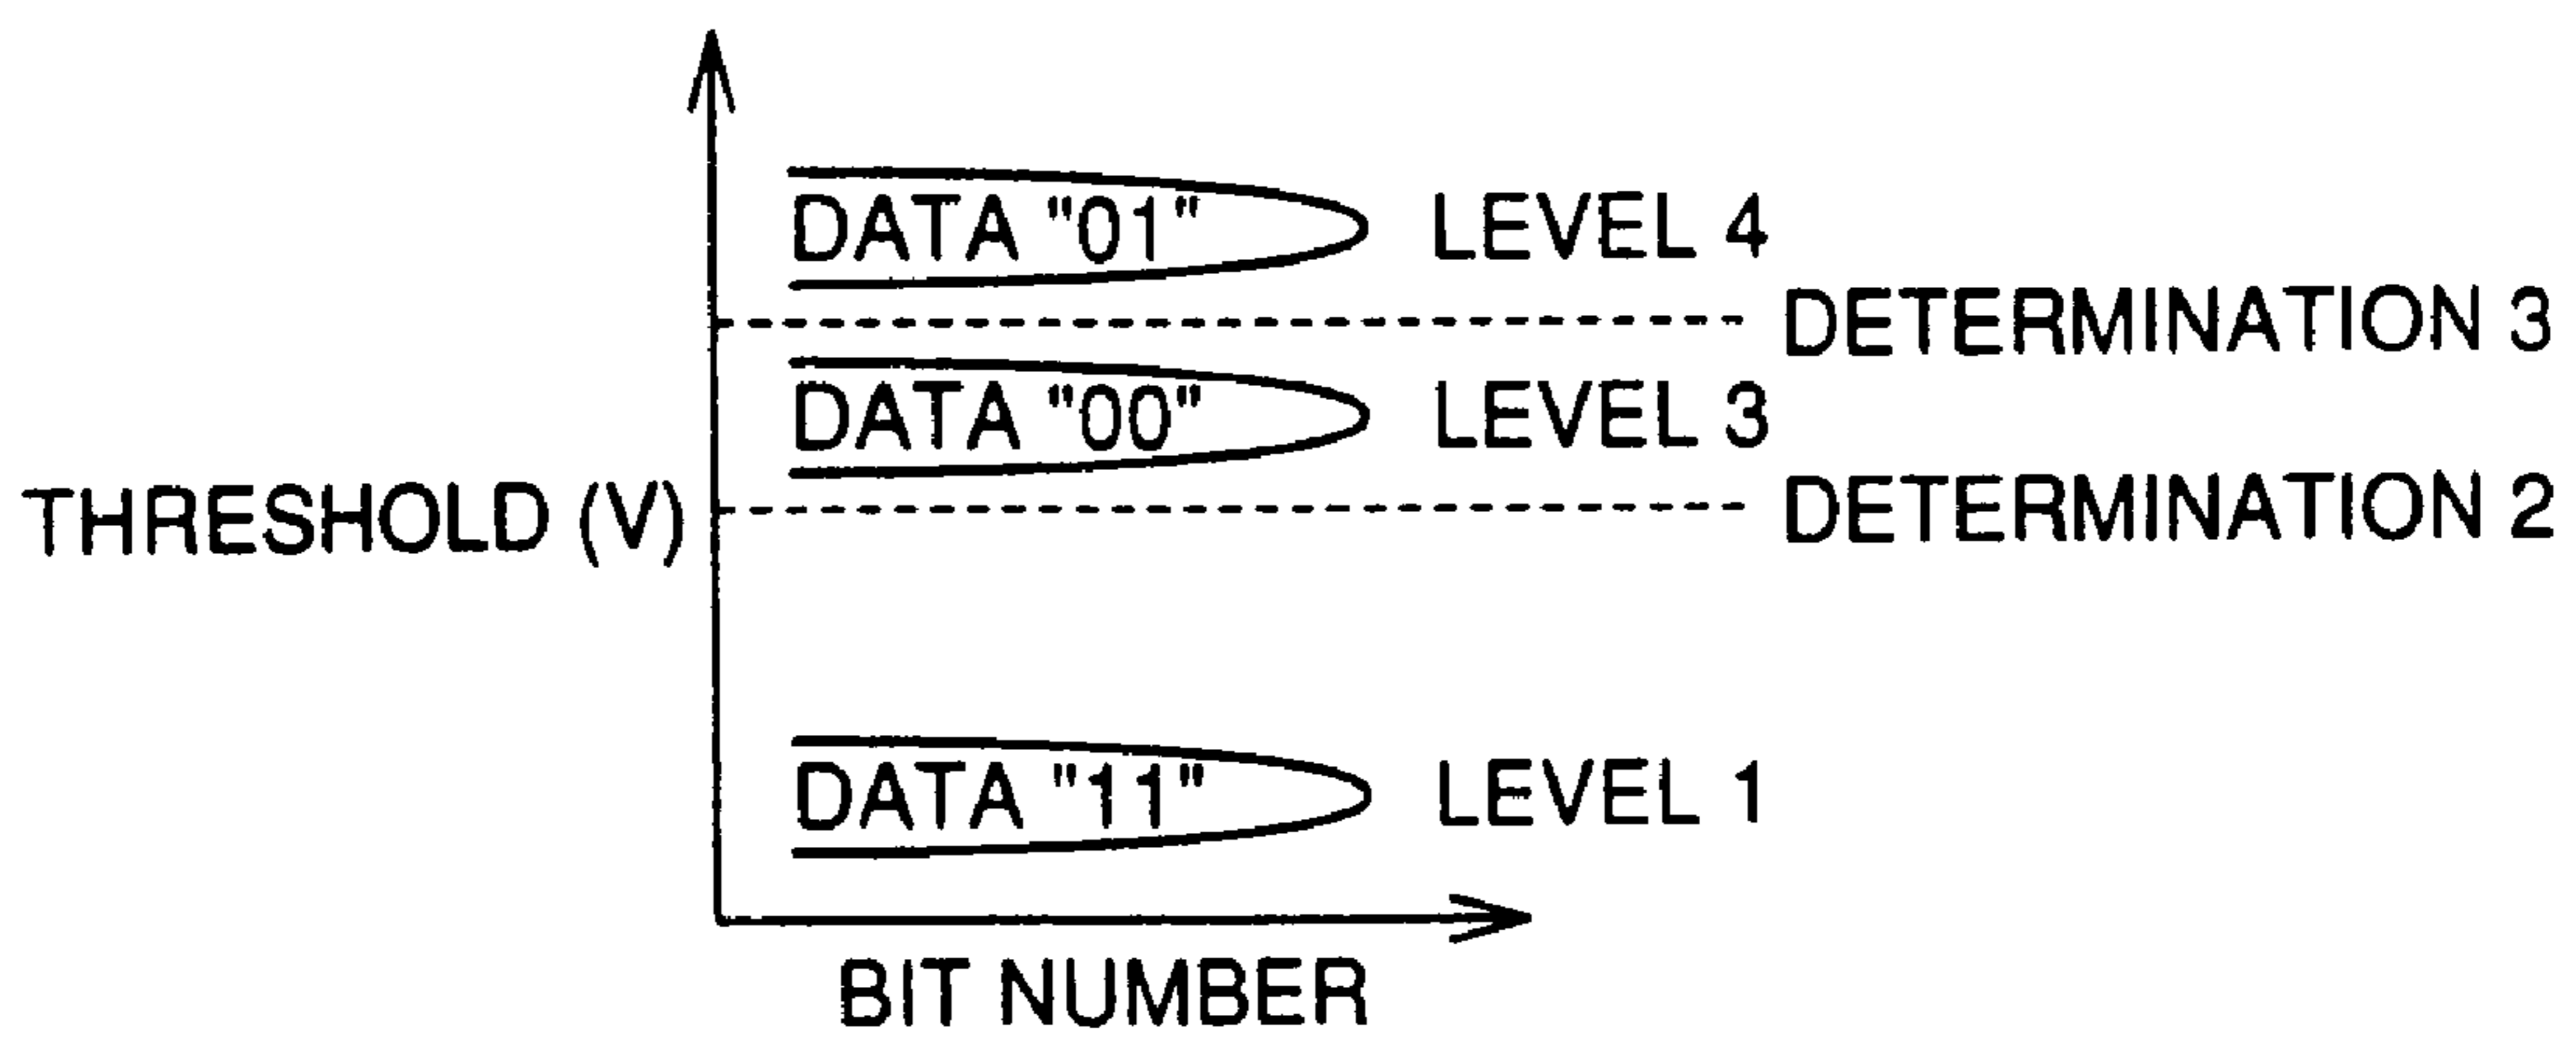 DATA "01" LEVEL 4
DETERMINATION 3
DATA "00" LEVEL 3
THRESHOLD (V)
DETERMINATION 2
DATA "11" LEVEL 1
BIT NUMBER